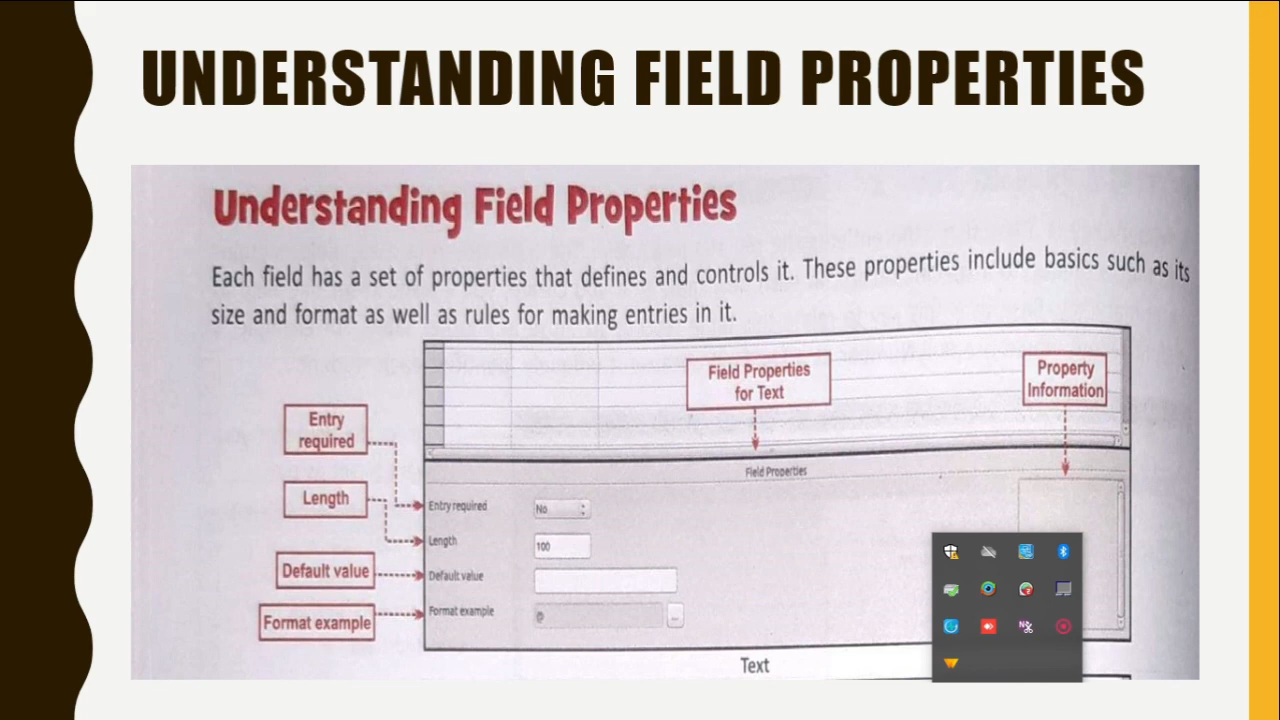 UNDERSTANDING FIELD PROPERTIES
Understanding Field Properties
Each field has a set of properties that defines and controls it. These properties include basics such as its
size and format as well as rules for making entries in it.
Field Properties
for Text
Property
Information
Entry
required
Length
Default value
Format example
Field Properties
Entry required
No
Length
100
Default value
Format example
@
...
Text